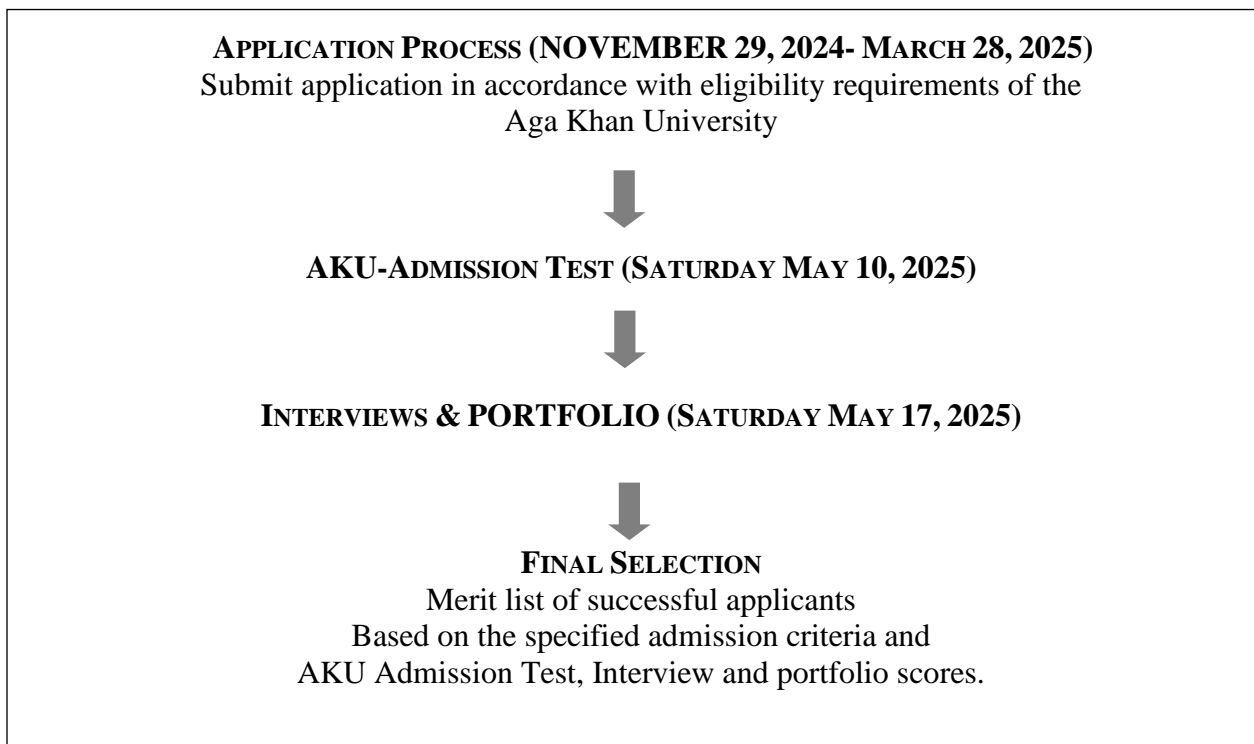 APPLICATION PROCESS (NOVEMBER 29, 2024- MARCH 28, 2025)
Submit application in accordance with eligibility requirements of the
Aga Khan University
AKU-ADMISSION TEST (SATURDAY MAY 10, 2025)
INTERVIEWS & PORTFOLIO (SATURDAY MAY 17, 2025)
FINAL SELECTION
Merit list of successful applicants
Based on the specified admission criteria and
AKU Admission Test, Interview and portfolio scores.